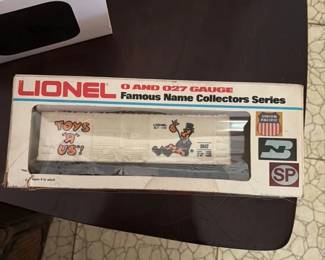 LIONEL
O AND O27 GAUGE
Famous Name Collectors Series
TOYS
"R"
US!
UNION
PACIFIC
SP